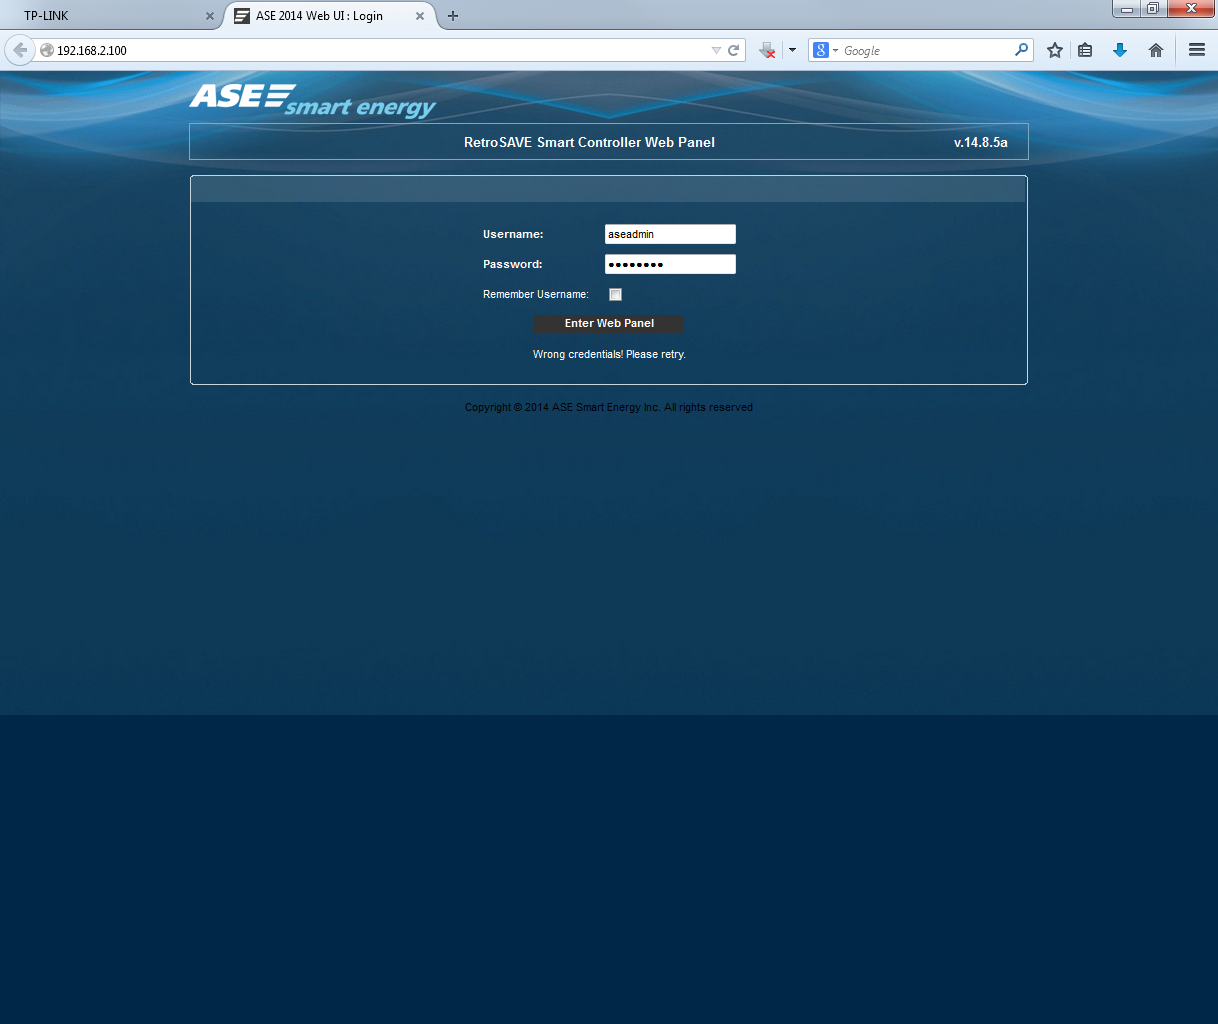 TP-LINK
ASE 2014 Web UI : Login
192.168.2.100
Google
ASE smart energy
RetroSAVE Smart Controller Web Panel v.14.8.5a
Username: aseadmin
Password: ●●●●●●●●
Remember Username:
Enter Web Panel
Wrong credentials! Please retry.
Copyright © 2014 ASE Smart Energy Inc. All rights reserved